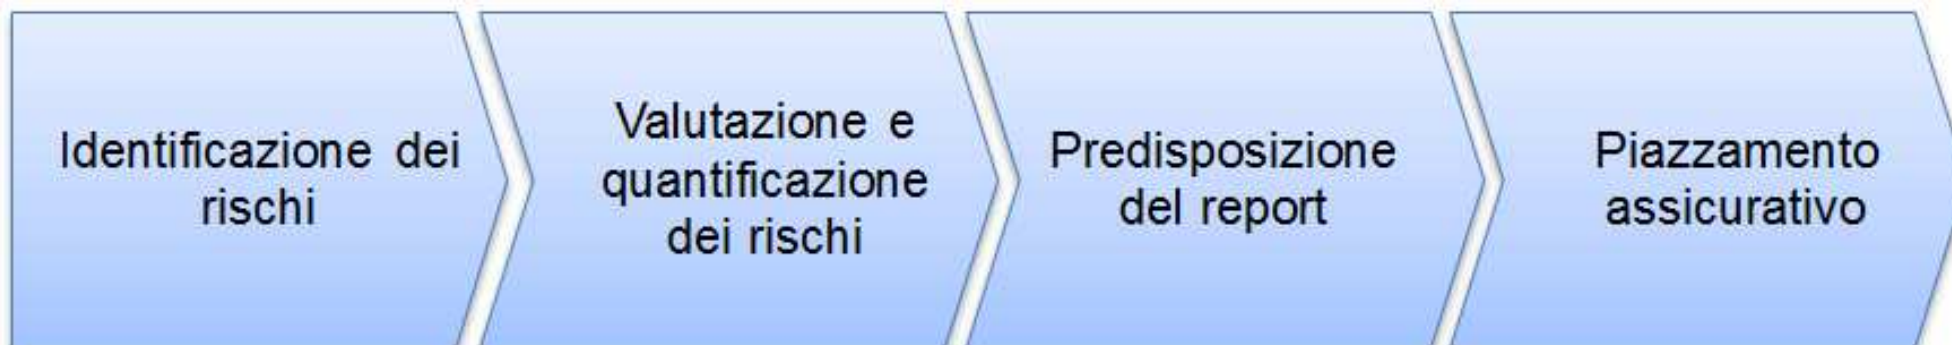 Identificazione dei
rischi
Valutazione e
quantificazione
dei rischi
Predisposizione
del report
Piazzamento
assicurativo